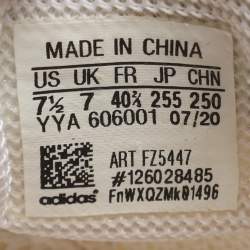 MADE IN CHINA
US UK FR JP CHN
7½ 7 40⅔ 255 250
YYA 606001 07/20
ART FZ5447
#126028485
adidas FnWXQZMk01496